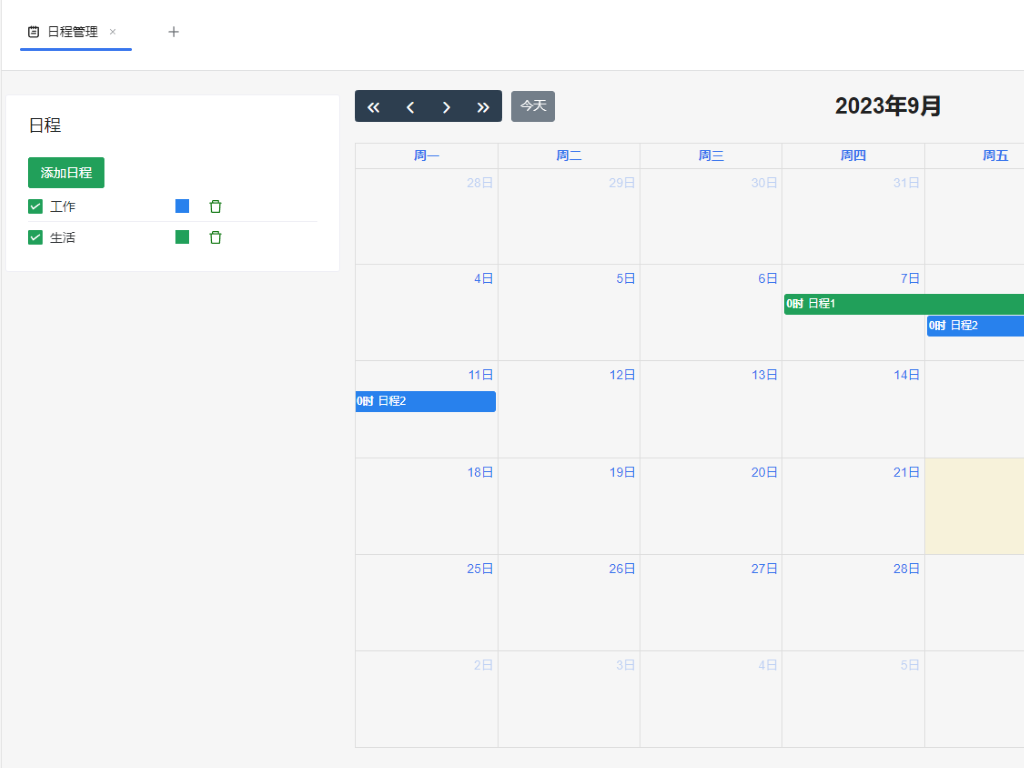 日程管理
日程
添加日程
工作
生活
今天
2023年9月
周一 周二 周三 周四 周五
28日 29日 30日 31日
4日 5日 6日 7日
0时 日程1
0时 日程2
11日 12日 13日 14日
0时 日程2
18日 19日 20日 21日
25日 26日 27日 28日
2日 3日 4日 5日